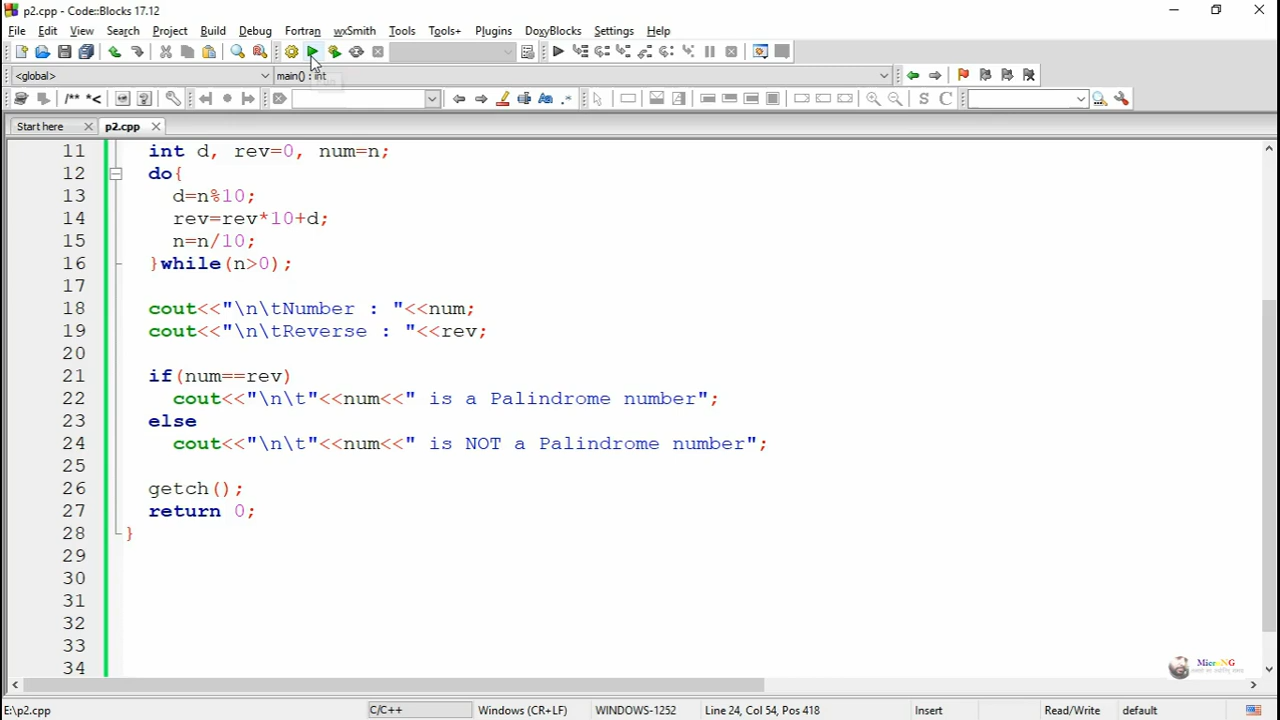 p2.cpp - Code::Blocks 17.12
File Edit View Search Project Build Debug Fortran wxSmith Tools Tools+ Plugins DoxyBlocks Settings Help
<global> main() : int
/** *<
S C
Start here p2.cpp
11 int d, rev=0, num=n;
12 do{
13 d=n%10;
14 rev=rev*10+d;
15 n=n/10;
16 }while(n>0);
17
18 cout<<"\n\tNumber : "<<num;
19 cout<<"\n\tReverse : "<<rev;
20
21 if(num==rev)
22 cout<<"\n\t"<<num<<" is a Palindrome number";
23 else
24 cout<<"\n\t"<<num<<" is NOT a Palindrome number";
25
26 getch();
27 return 0;
28 }
29
30
31
32
33
34
MicroNG
E:\p2.cpp C/C++ Windows (CR+LF) WINDOWS-1252 Line 24, Col 54, Pos 418 Insert Read/Write default